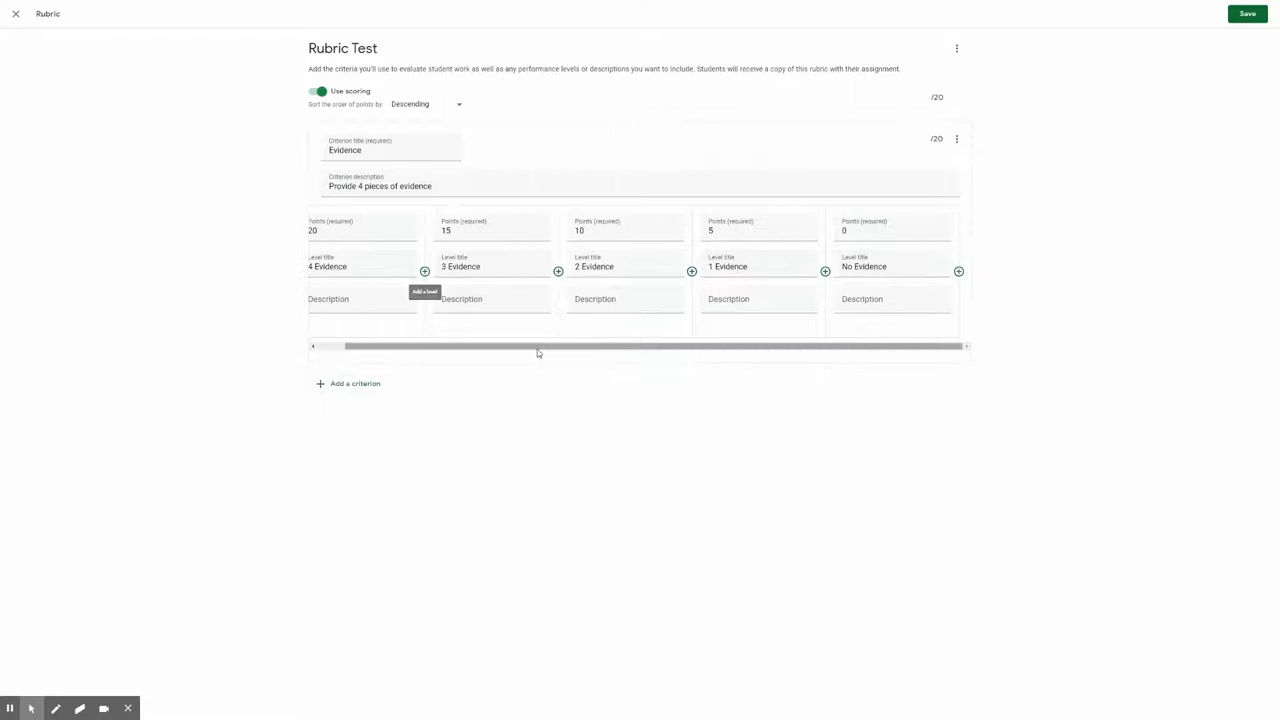 Rubric
Save
Rubric Test
Add the criteria you'll use to evaluate student work as well as any performance levels or descriptions you want to include. Students will receive a copy of this rubric with their assignment.
Use scoring
Sort the order of points by: Descending
/20
Criterion title (required)
Evidence
/20
Criterion description
Provide 4 pieces of evidence
Points (required) Points (required) Points (required) Points (required) Points (required)
20 15 10 5 0
Level title Level title Level title Level title Level title
4 Evidence 3 Evidence 2 Evidence 1 Evidence No Evidence
Add a level
Description Description Description Description Description
Add a criterion